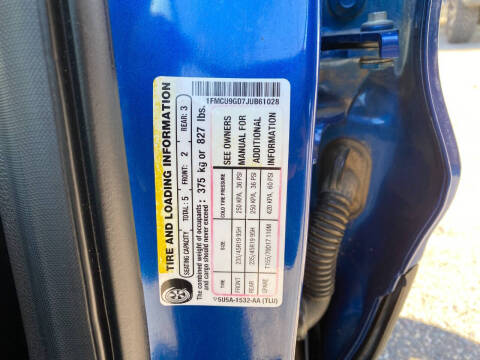 TIRE AND LOADING INFORMATION
SEATING CAPACITY TOTAL: 5 FRONT: 2 REAR: 3
The combined weight of occupants and cargo should never exceed : 375 kg or 827 lbs.
TIRE SIZE COLD TIRE PRESSURE
FRONT 235/45R19 95H 250 KPA, 36 PSI
REAR 235/45R19 95H 250 KPA, 36 PSI
SPARE T155/70D17 110M 420 KPA, 60 PSI
SEE OWNERS
MANUAL FOR
ADDITIONAL
INFORMATION
1FMCU9GD7JUB61028
5U5A-1532-AA (TLU)